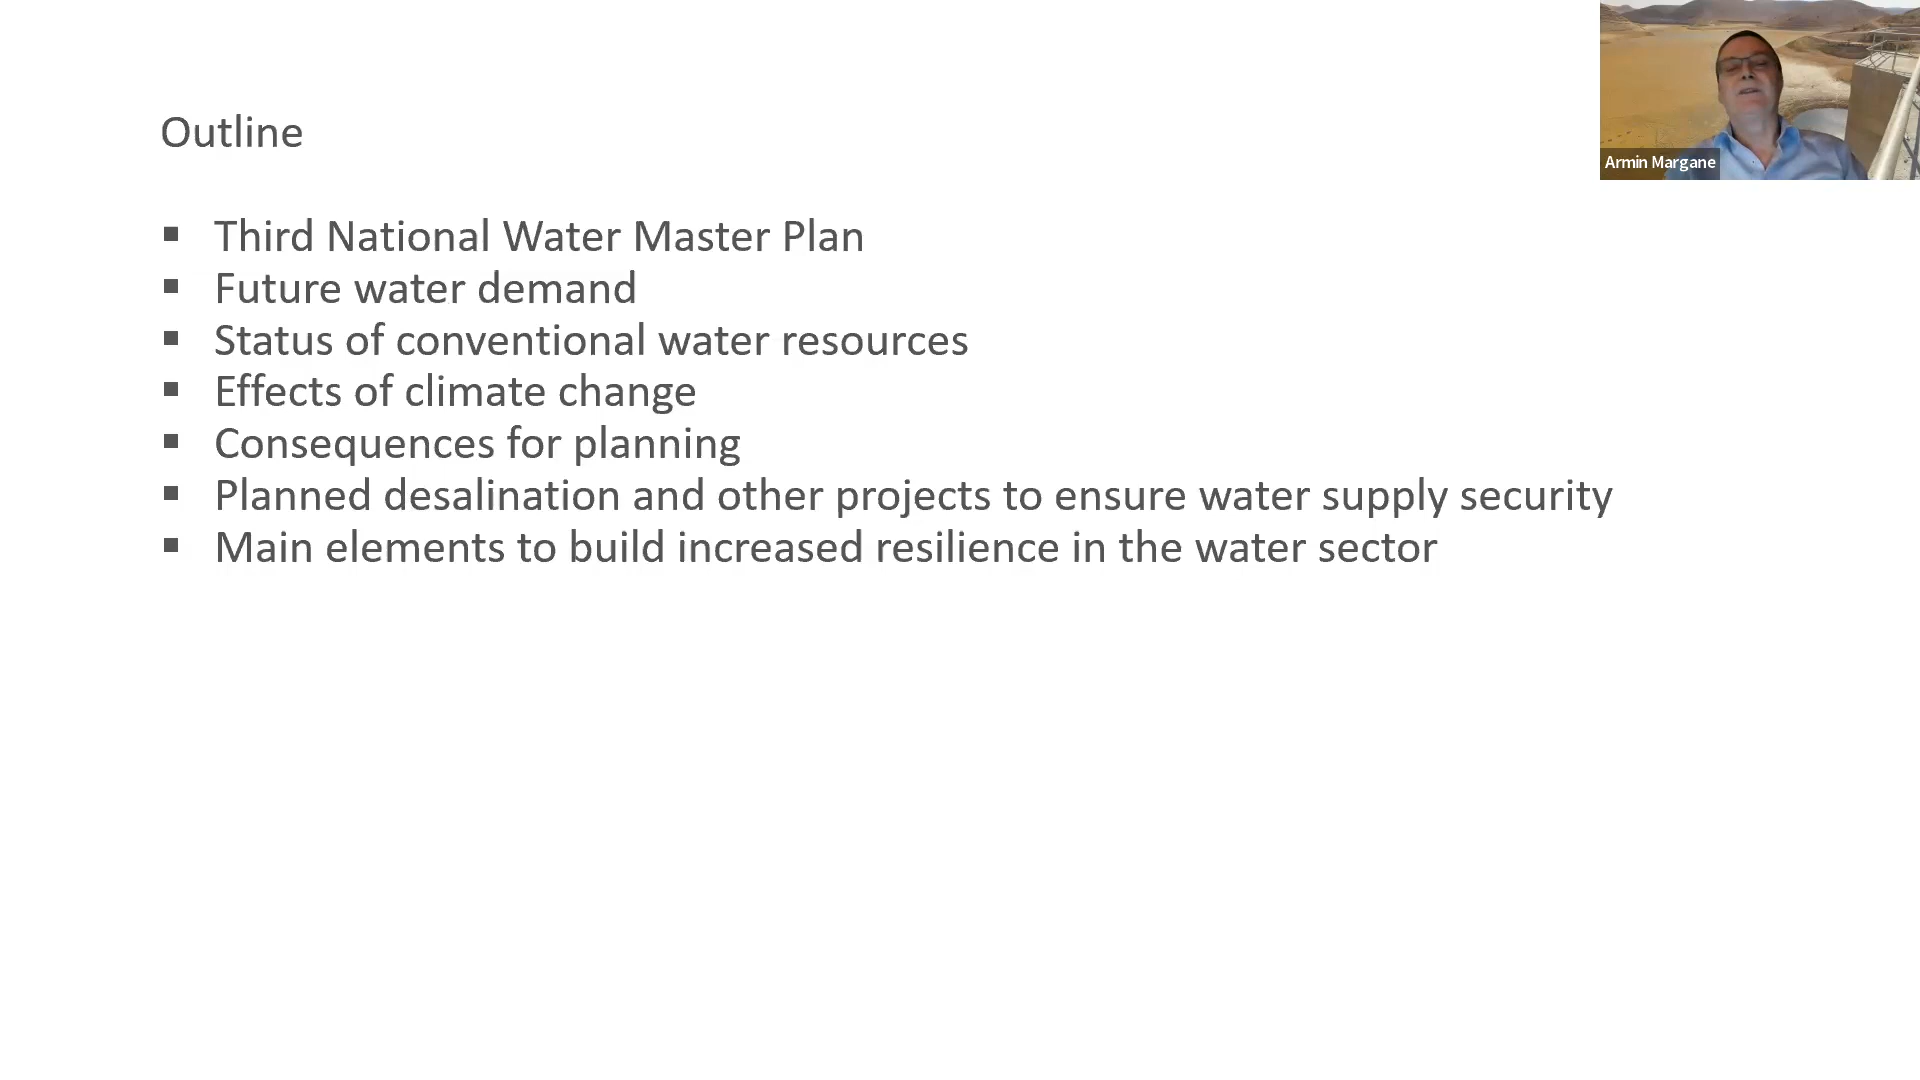 Outline
Third National Water Master Plan
Future water demand
Status of conventional water resources
Effects of climate change
Consequences for planning
Planned desalination and other projects to ensure water supply security
Main elements to build increased resilience in the water sector
Armin Margane